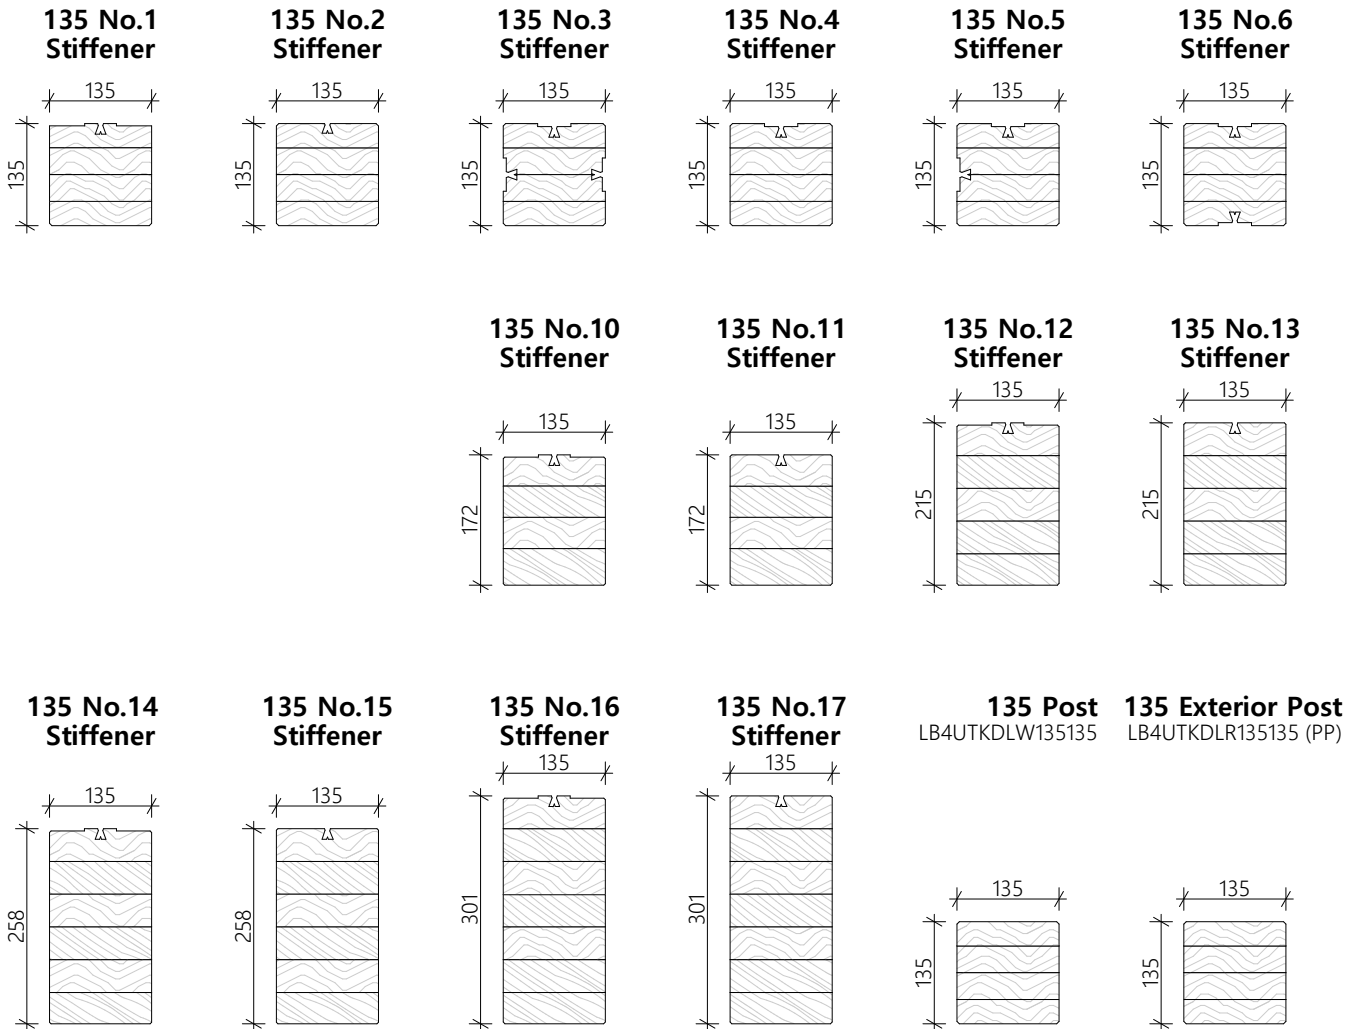 135 No.1
Stiffener
135 No.2
Stiffener
135 No.3
Stiffener
135 No.4
Stiffener
135 No.5
Stiffener
135 No.6
Stiffener
135
135
135
135
135
135
135
135
135
135
135
135
135 No.10
Stiffener
135 No.11
Stiffener
135 No.12
Stiffener
135 No.13
Stiffener
135
172
135
172
135
215
135
215
135 No.14
Stiffener
135 No.15
Stiffener
135 No.16
Stiffener
135 No.17
Stiffener
135 Post
LB4UTKDLW135135
135 Exterior Post
LB4UTKDLR135135 (PP)
135
258
135
258
135
301
135
301
135
135
135
135